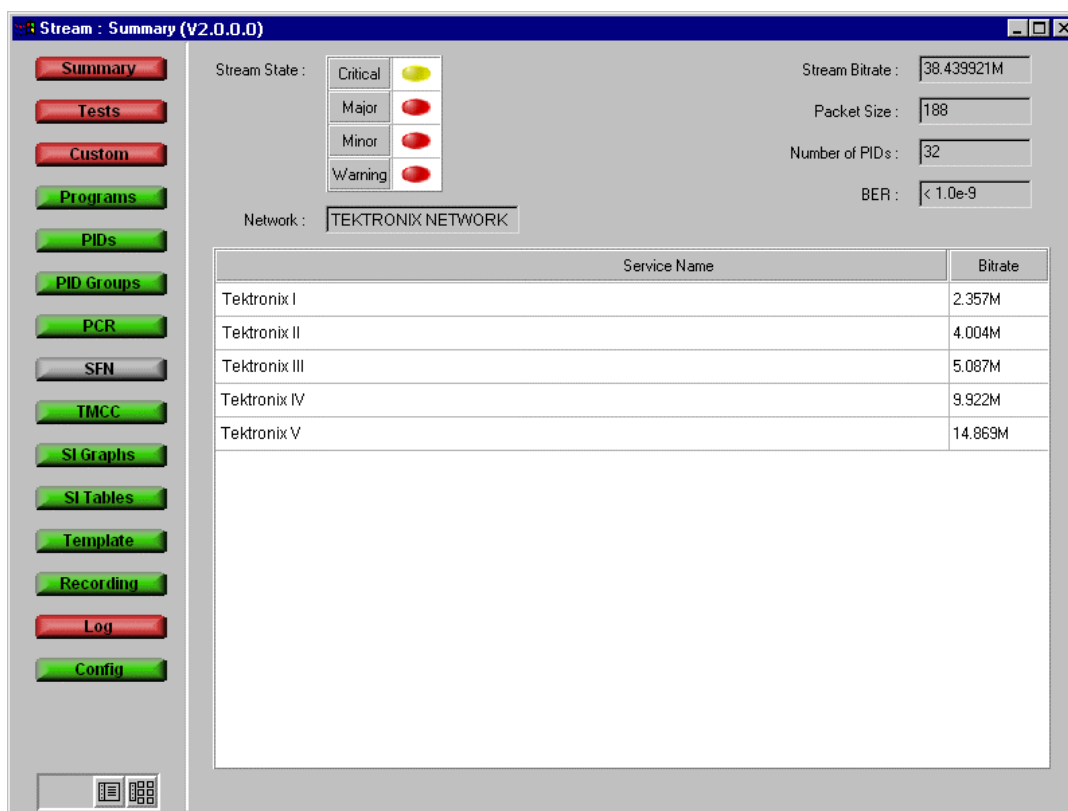 Stream : Summary (V2.0.0.0)
Summary
Tests
Custom
Programs
PIDs
PID Groups
PCR
SFN
TMCC
SI Graphs
SI Tables
Template
Recording
Log
Config
Stream State :
Critical
Major
Minor
Warning
Stream Bitrate : 38.439921M
Packet Size : 188
Number of PIDs : 32
BER : < 1.0e-9
Network : TEKTRONIX NETWORK
Service Name Bitrate
Tektronix I 2.357M
Tektronix II 4.004M
Tektronix III 5.087M
Tektronix IV 9.922M
Tektronix V 14.869M